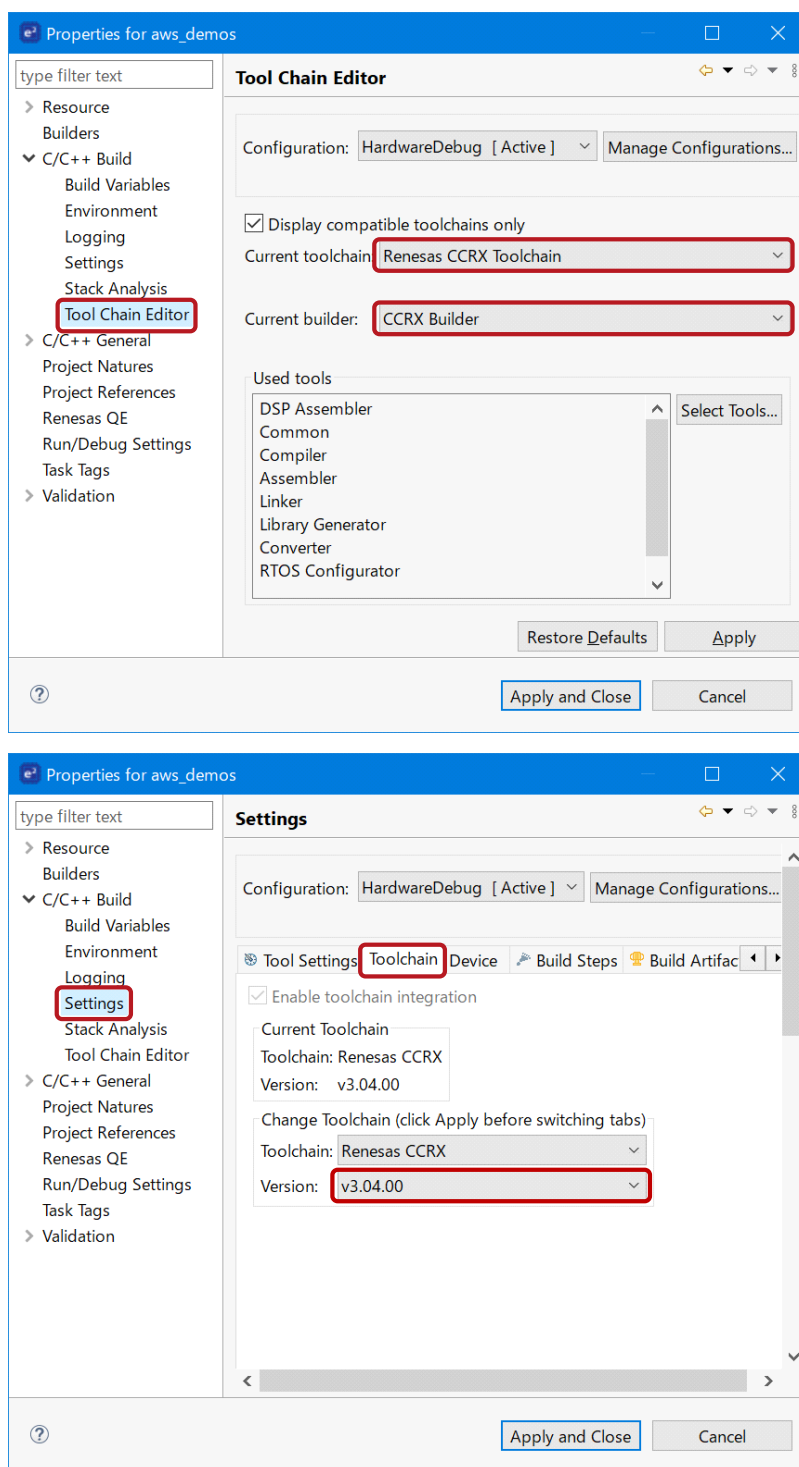 Properties for aws_demos
type filter text
Resource
Builders
C/C++ Build
Build Variables
Environment
Logging
Settings
Stack Analysis
Tool Chain Editor
C/C++ General
Project Natures
Project References
Renesas QE
Run/Debug Settings
Task Tags
Validation
Tool Chain Editor
Configuration: HardwareDebug [ Active ] Manage Configurations...
Display compatible toolchains only
Current toolchain: Renesas CCRX Toolchain
Current builder: CCRX Builder
Used tools
DSP Assembler
Common
Compiler
Assembler
Linker
Library Generator
Converter
RTOS Configurator
Select Tools...
Restore Defaults Apply
Apply and Close Cancel
Properties for aws_demos
type filter text
Resource
Builders
C/C++ Build
Build Variables
Environment
Logging
Settings
Stack Analysis
Tool Chain Editor
C/C++ General
Project Natures
Project References
Renesas QE
Run/Debug Settings
Task Tags
Validation
Settings
Configuration: HardwareDebug [ Active ] Manage Configurations...
Tool Settings Toolchain Device Build Steps Build Artifac
Enable toolchain integration
Current Toolchain
Toolchain: Renesas CCRX
Version: v3.04.00
Change Toolchain (click Apply before switching tabs)
Toolchain: Renesas CCRX
Version: v3.04.00
Apply and Close Cancel